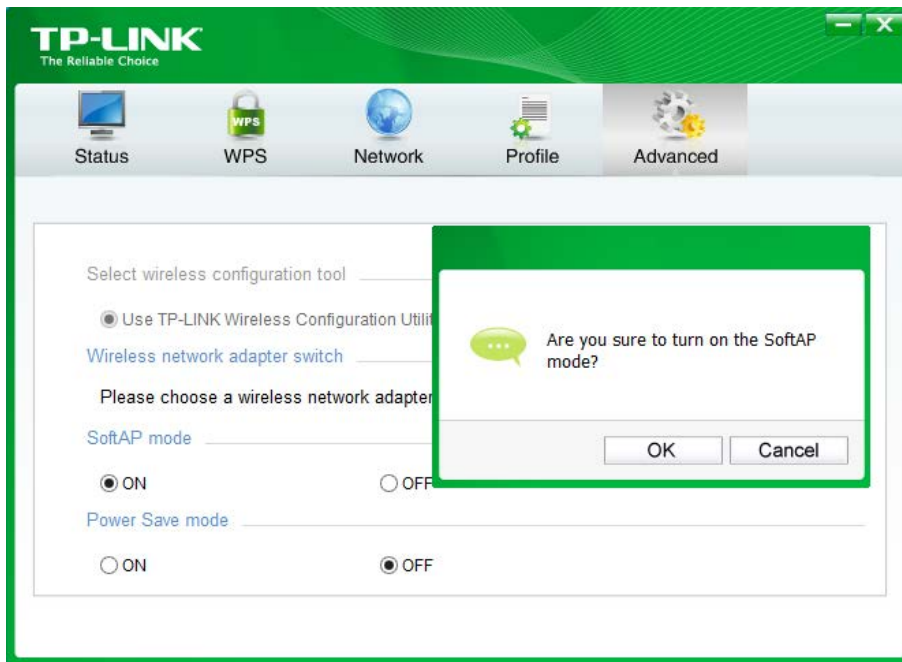 TP-LINK
The Reliable Choice
Status
WPS
WPS
Network
Profile
Advanced
Select wireless configuration tool
Use TP-LINK Wireless Configuration
Wireless network adapter switch
Please choose a wireless network adapter
SoftAP mode
ON
OFF
Power Save mode
ON
OFF
Are you sure to turn on the SoftAP
mode?
OK
Cancel